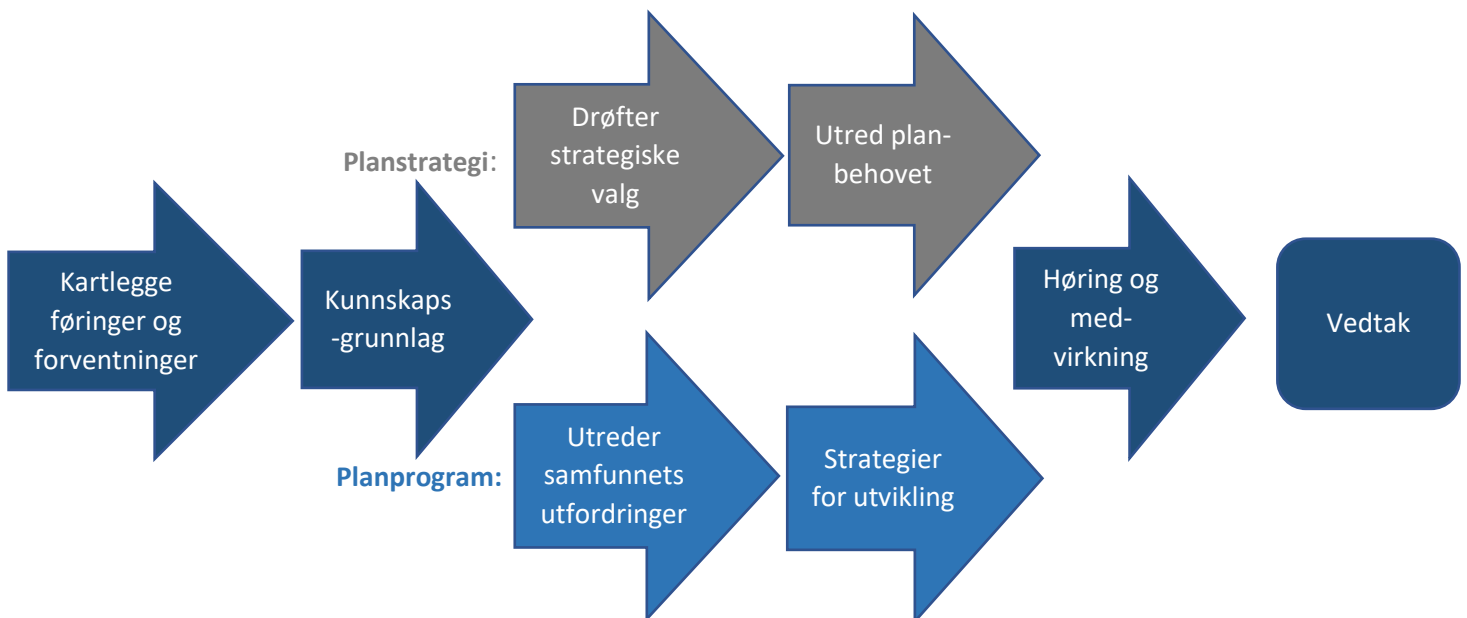 Kartlegge
føringer og
forventninger
Kunnskaps
-grunnlag
Planstrategi:
Drøfter
strategiske
valg
Utred plan-
behovet
Planprogram:
Utreder
samfunnets
utfordringer
Strategier
for utvikling
Høring og
med-
virkning
Vedtak